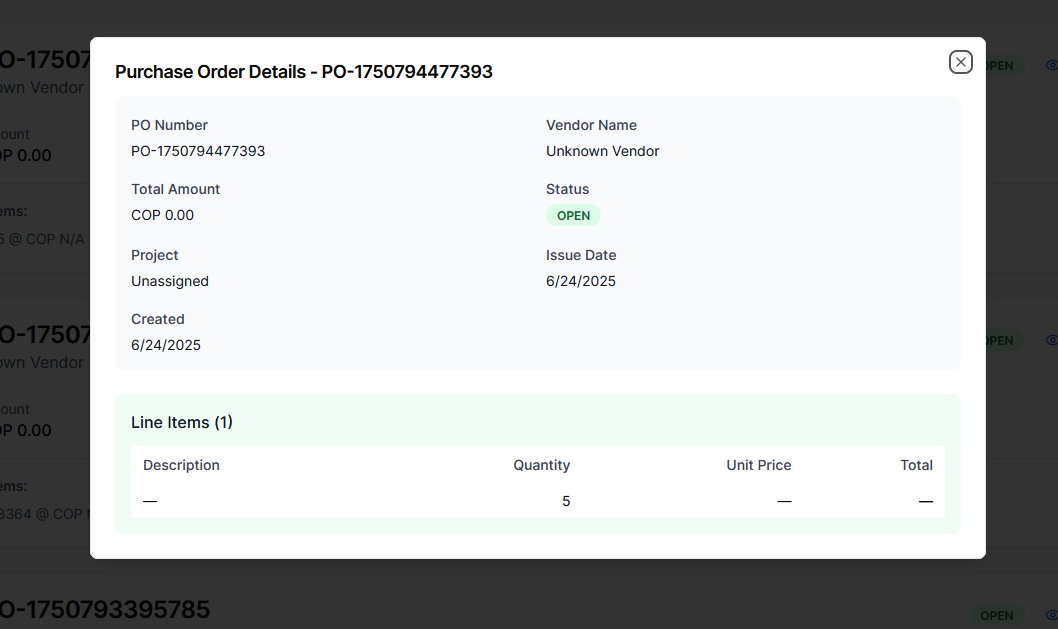 Purchase Order Details - PO-1750794477393
OPEN
PO Number
PO-1750794477393
Vendor Name
Unknown Vendor
Total Amount
COP 0.00
Status
OPEN
Project
Unassigned
Issue Date
6/24/2025
Created
6/24/2025
Line Items (1)
Description Quantity Unit Price Total
— 5 — —
O-17507
own Vendor
ount
OP 0.00
ems:
5 @ COP N/A
O-17507
own Vendor
OPEN
ount
OP 0.00
ems:
3364 @ COP
O-1750793395785
OPEN